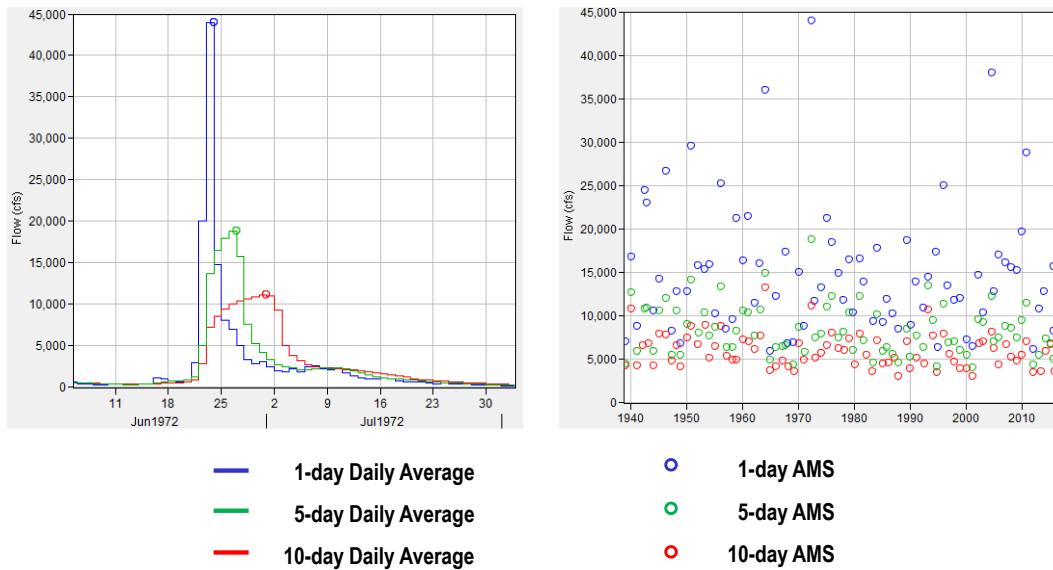 45,000
40,000
35,000
30,000
25,000
20,000
15,000
10,000
5,000
0
Flow (cfs)
11 18 25 2 9 16 23 30
Jun1972 Jul1972
45,000
40,000
35,000
30,000
25,000
20,000
15,000
10,000
5,000
0
Flow (cfs)
1940 1950 1960 1970 1980 1990 2000 2010
1-day Daily Average
5-day Daily Average
10-day Daily Average
1-day AMS
5-day AMS
10-day AMS